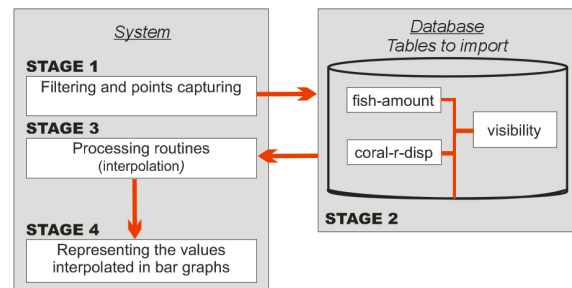 System
STAGE 1
Filtering and points capturing
STAGE 3
Processing routines
(interpolation)
STAGE 4
Representing the values
interpolated in bar graphs
Database
Tables to import
fish-amount
visibility
coral-r-disp
STAGE 2